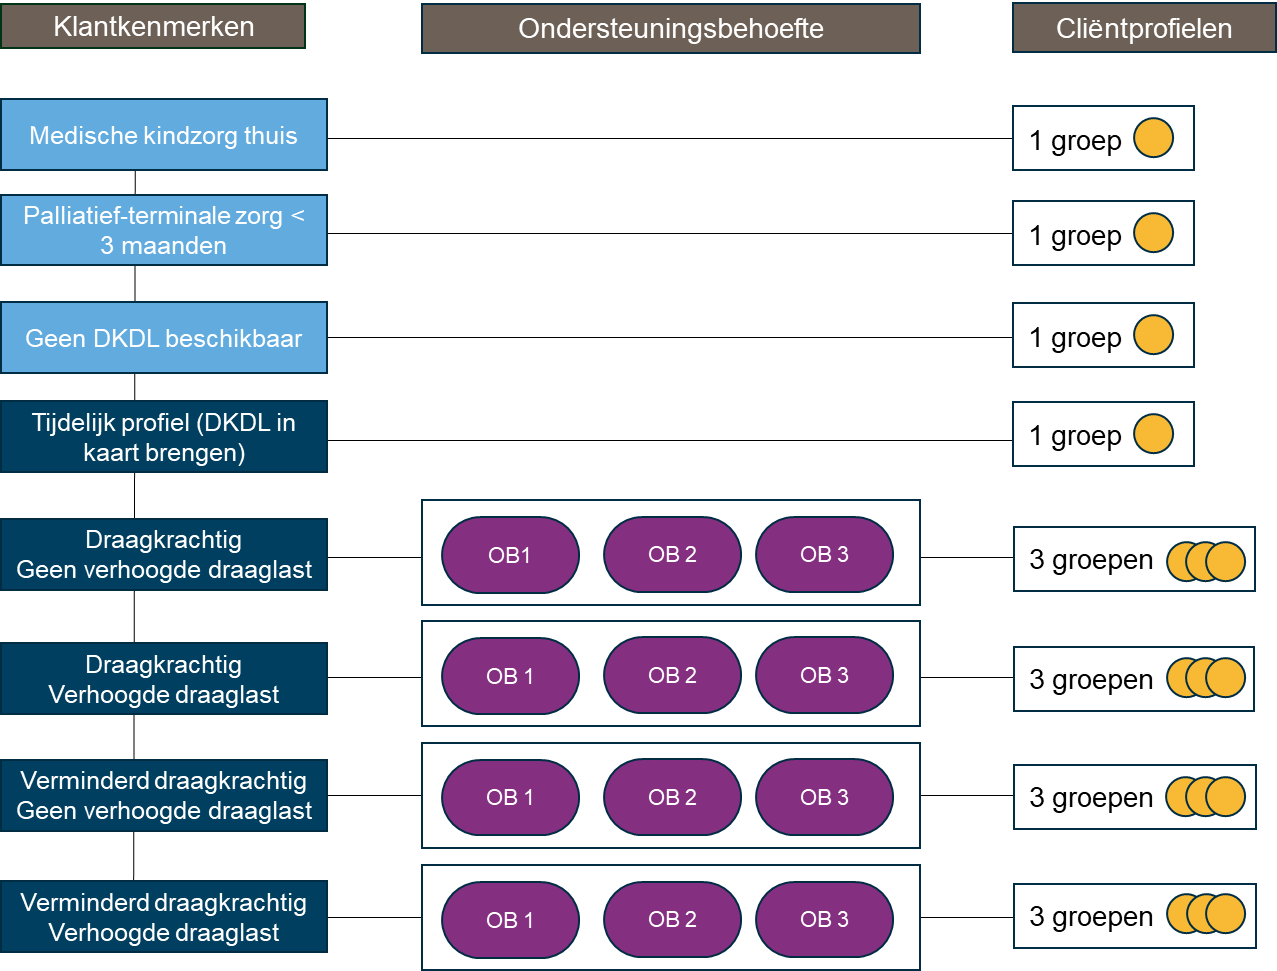 Klantkenmerken
Ondersteuningsbehoefte
Cliëntprofielen
Medische kindzorg thuis
1 groep
Palliatief-terminale zorg <
3 maanden
1 groep
Geen DKDL beschikbaar
1 groep
Tijdelijk profiel (DKDL in
kaart brengen)
1 groep
Draagkrachtig
Geen verhoogde draaglast
OB1
OB 2
OB 3
3 groepen
Draagkrachtig
Verhoogde draaglast
OB 1
OB 2
OB 3
3 groepen
Verminderd draagkrachtig
Geen verhoogde draaglast
OB 1
OB 2
OB 3
3 groepen
Verminderd draagkrachtig
Verhoogde draaglast
OB 1
OB 2
OB 3
3 groepen